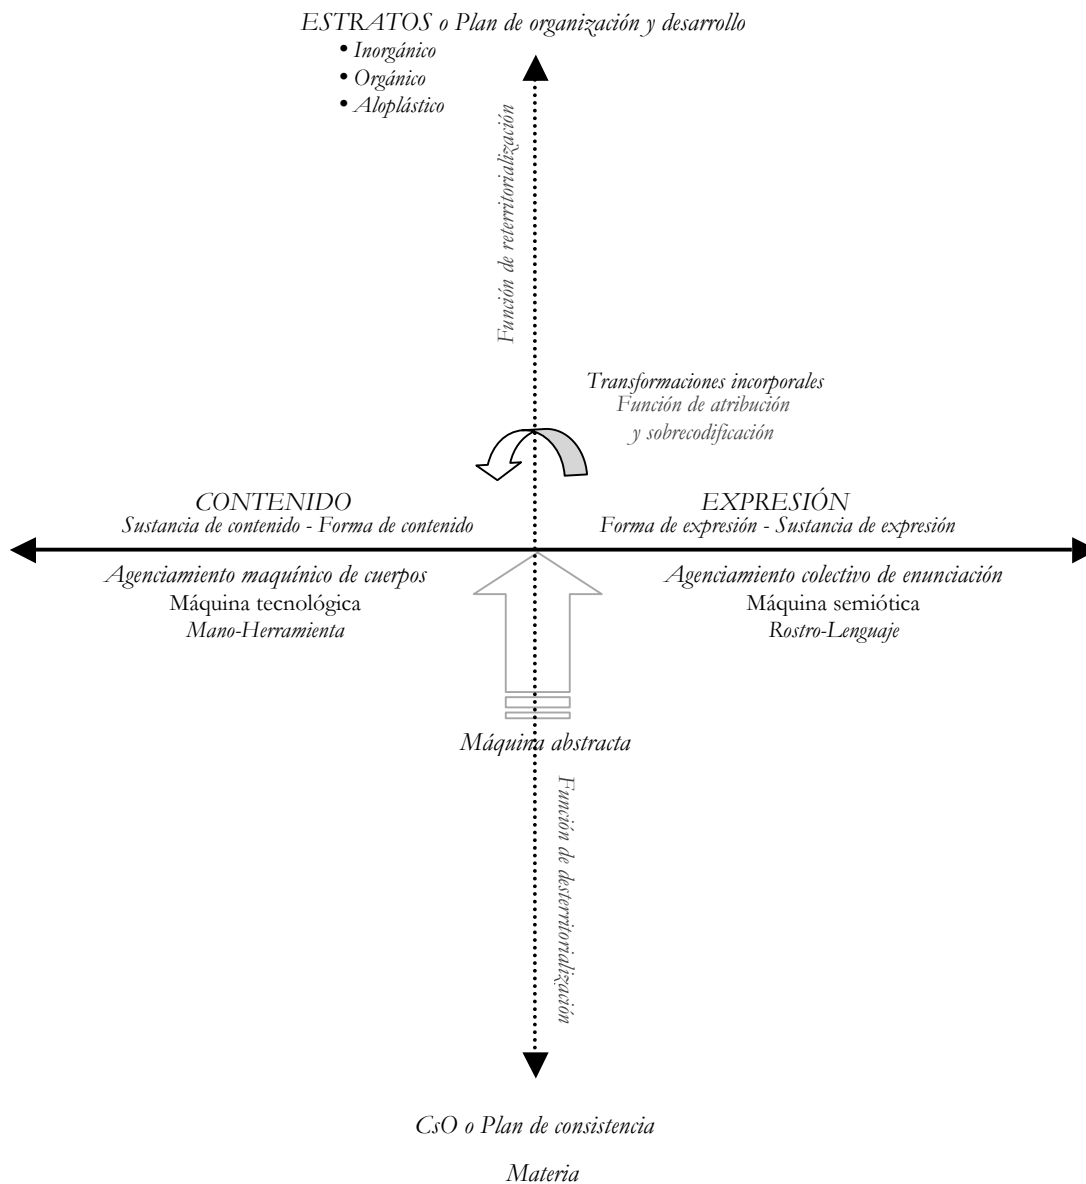 ESTRATOS o Plan de organización y desarrollo
• Inorgánico
• Orgánico
• Aloplástico
Función de reterritorialización
Transformaciones incorporales
Función de atribución
y sobrecodificación
CONTENIDO
Sustancia de contenido - Forma de contenido
EXPRESIÓN
Forma de expresión - Sustancia de expresión
Agenciamiento maquínico de cuerpos
Máquina tecnológica
Mano-Herramienta
Agenciamiento colectivo de enunciación
Máquina semiótica
Rostro-Lenguaje
Máquina abstracta
Función de desterritorialización
CsO o Plan de consistencia
Materia